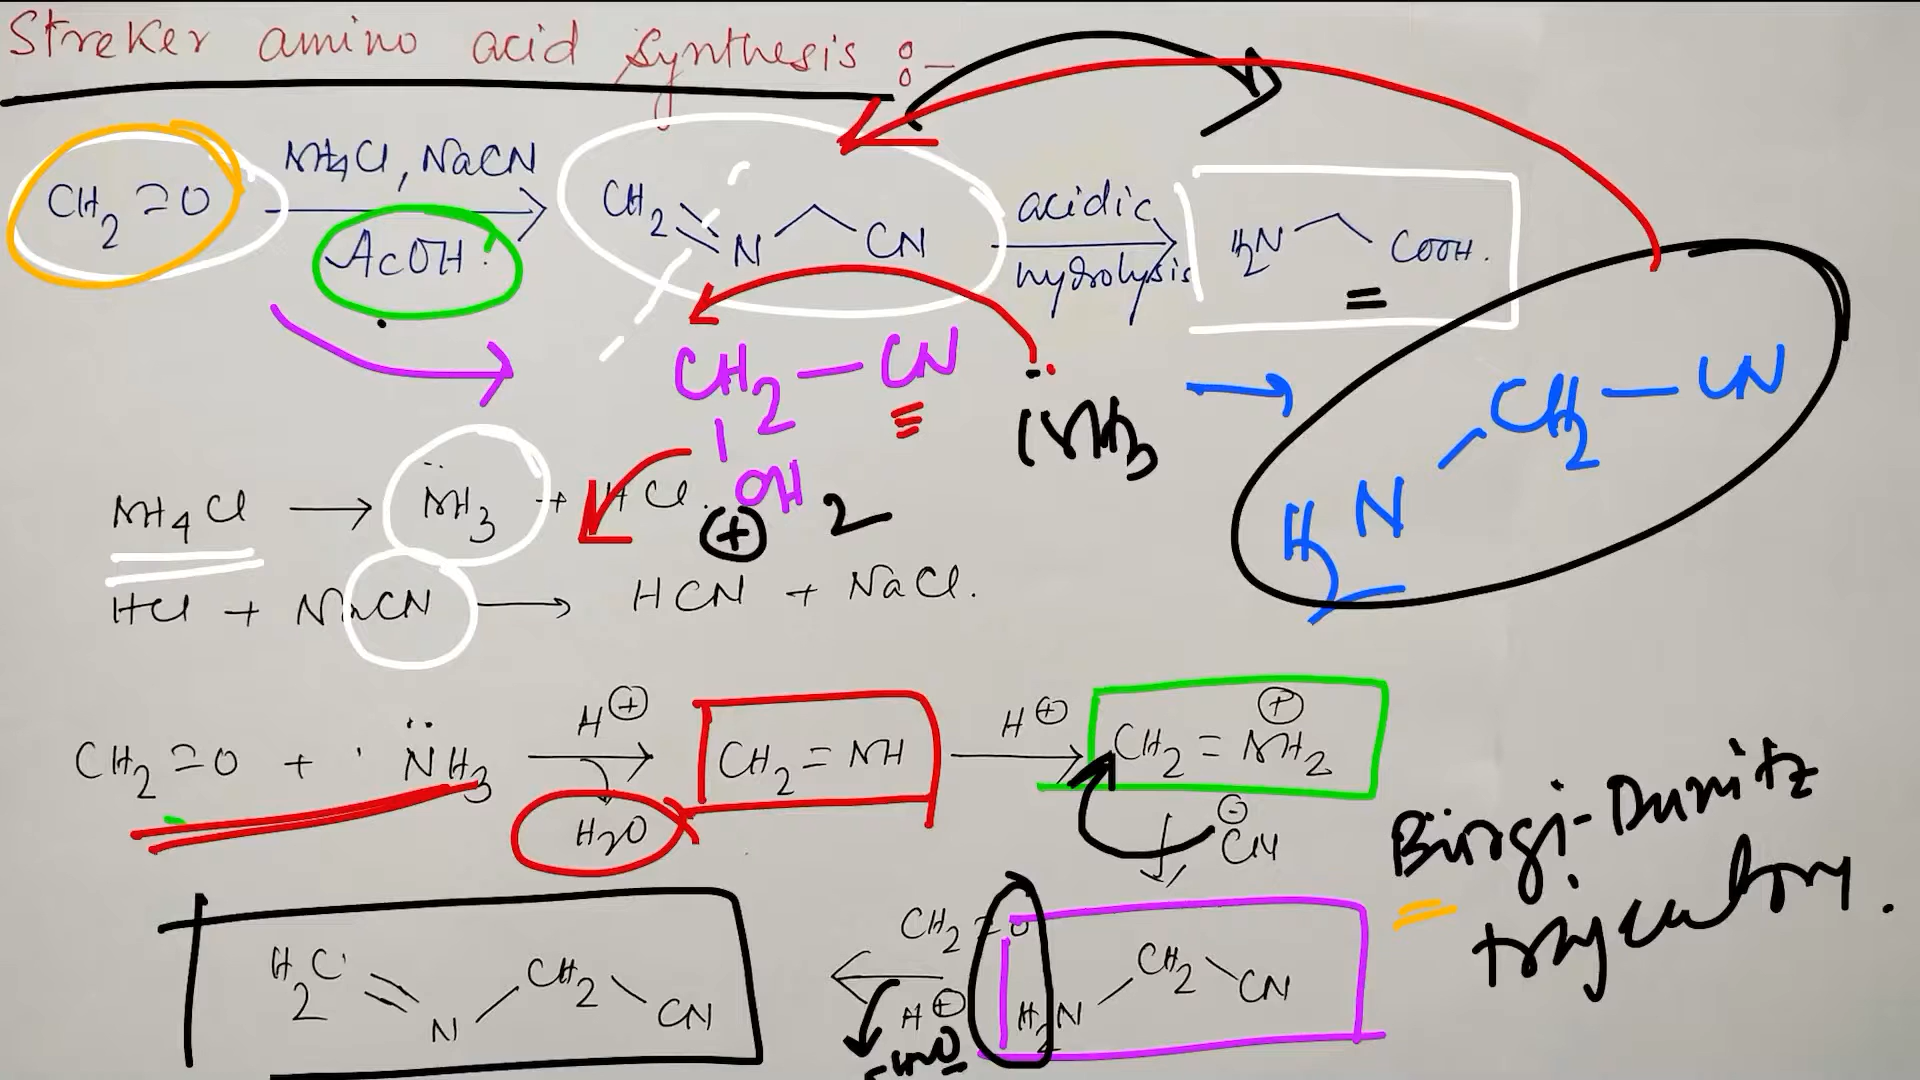 Streker amino acid synthesis :-
CH2=O NH4Cl, NaCN CH2=N CN acidic H2N COOH.
AcOH. hydrolysis
CH2—CN NH3 H2N CH2—CN
OH
NH4Cl → NH3 + HCl.
⊕ 2
HCl + NaCN → HCN + NaCl.
CH2=O + NH3 H⊕ CH2=NH H⊕ CH2=NH2 ⊕
H2O ⊖CN
Bürgi-Dunitz
trajectory.
CH2=O
H2C=N CH2 CN H⊕ H2N CH2 CN